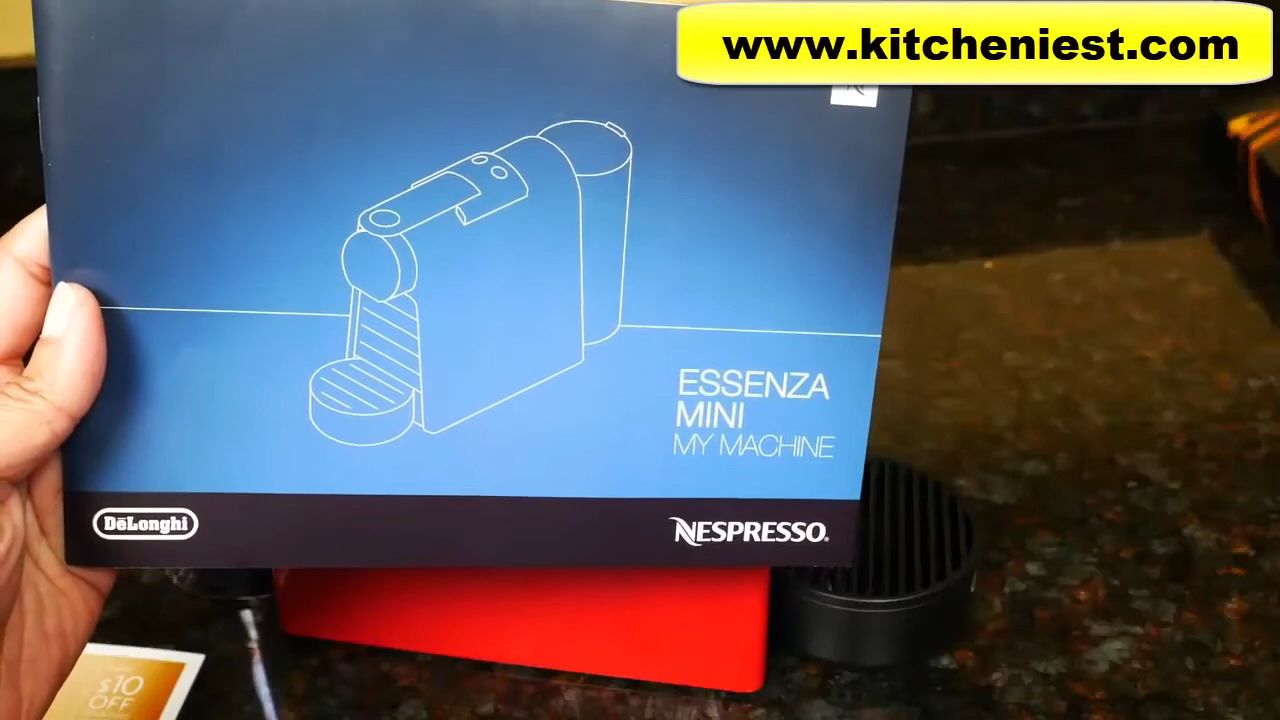 www.kitcheniest.com
ESSENZA
MINI
MY MACHINE
DeLonghi
NESPRESSO
$10
OFF